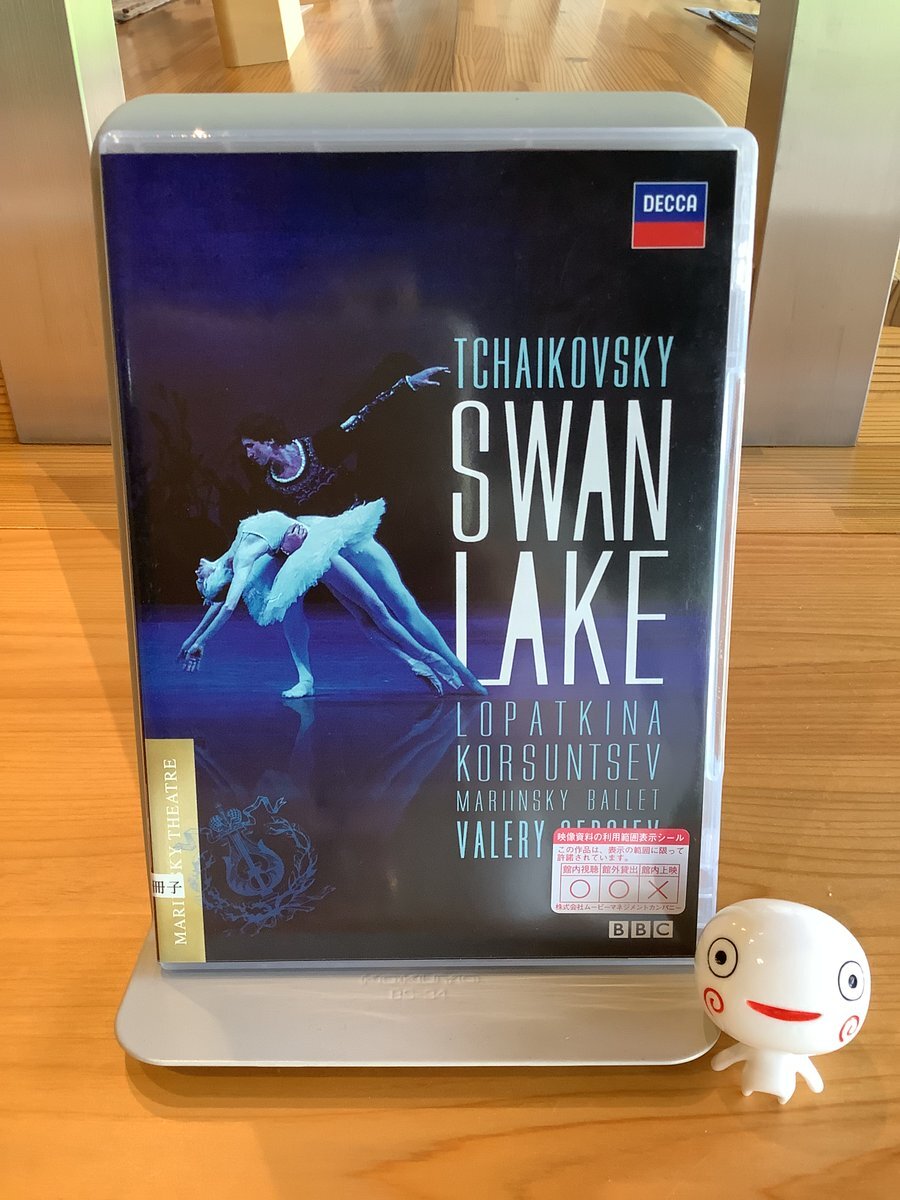 DECCA
TCHAIKOVSKY
SWAN
LAKE
LOPATKINA
KORSUNTSEV
MARIINSKY BALLET
VALERY
映像資料の利用範囲表示シール
この作品は、表示の範囲に限って
許諾されています。
館内視聴 館外貸出 館内上映
○ ○ ×
株式会社ムービーマネジメントカンパニー
BBC
THEATRE
冊子